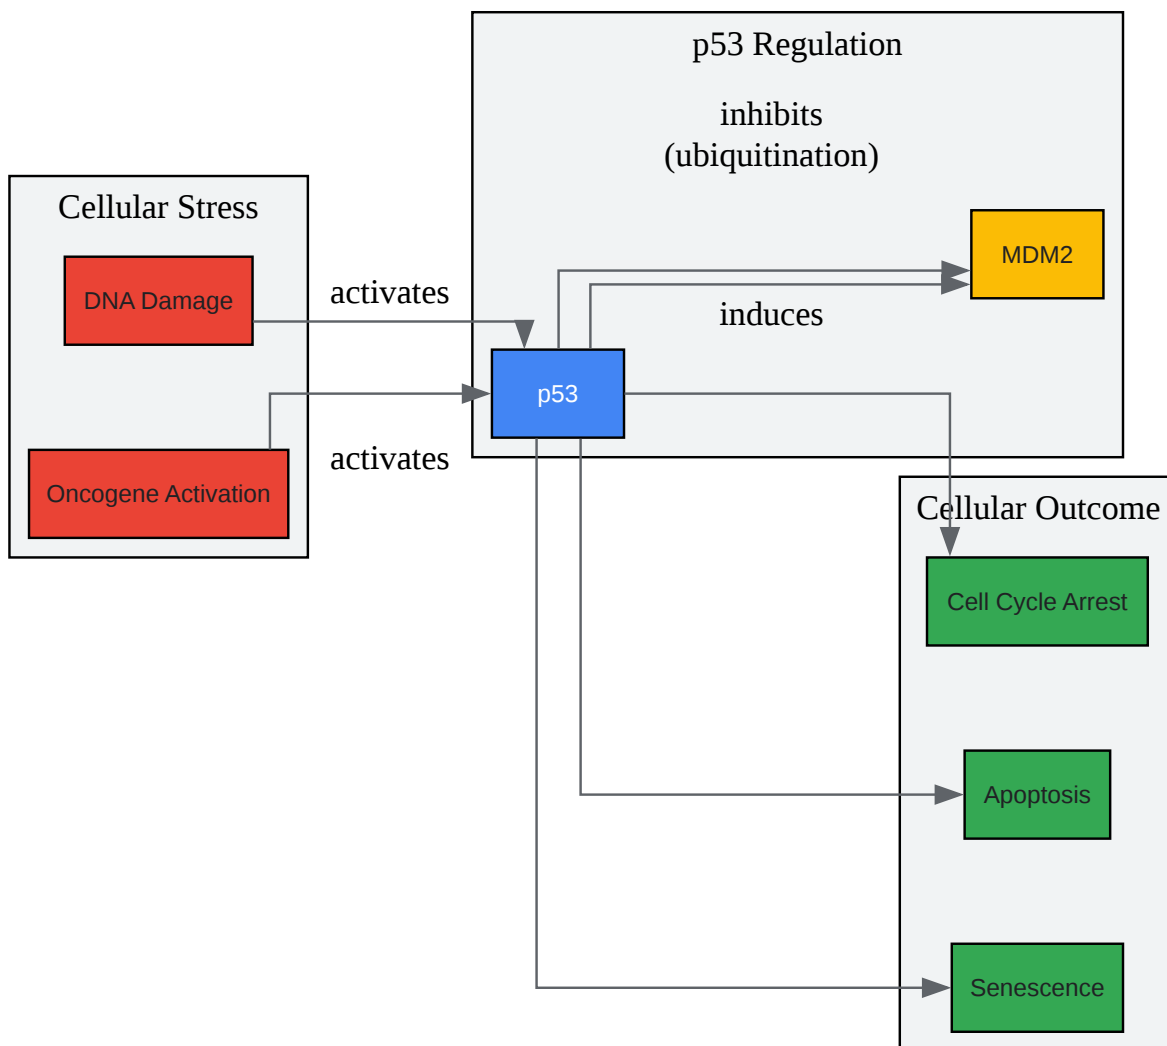 p53 Regulation
inhibits
(ubiquitination)
Cellular Stress
MDM2
DNA Damage
activates
induces
p53
activates
Oncogene Activation
Cellular Outcome
Cell Cycle Arrest
Apoptosis
Senescence